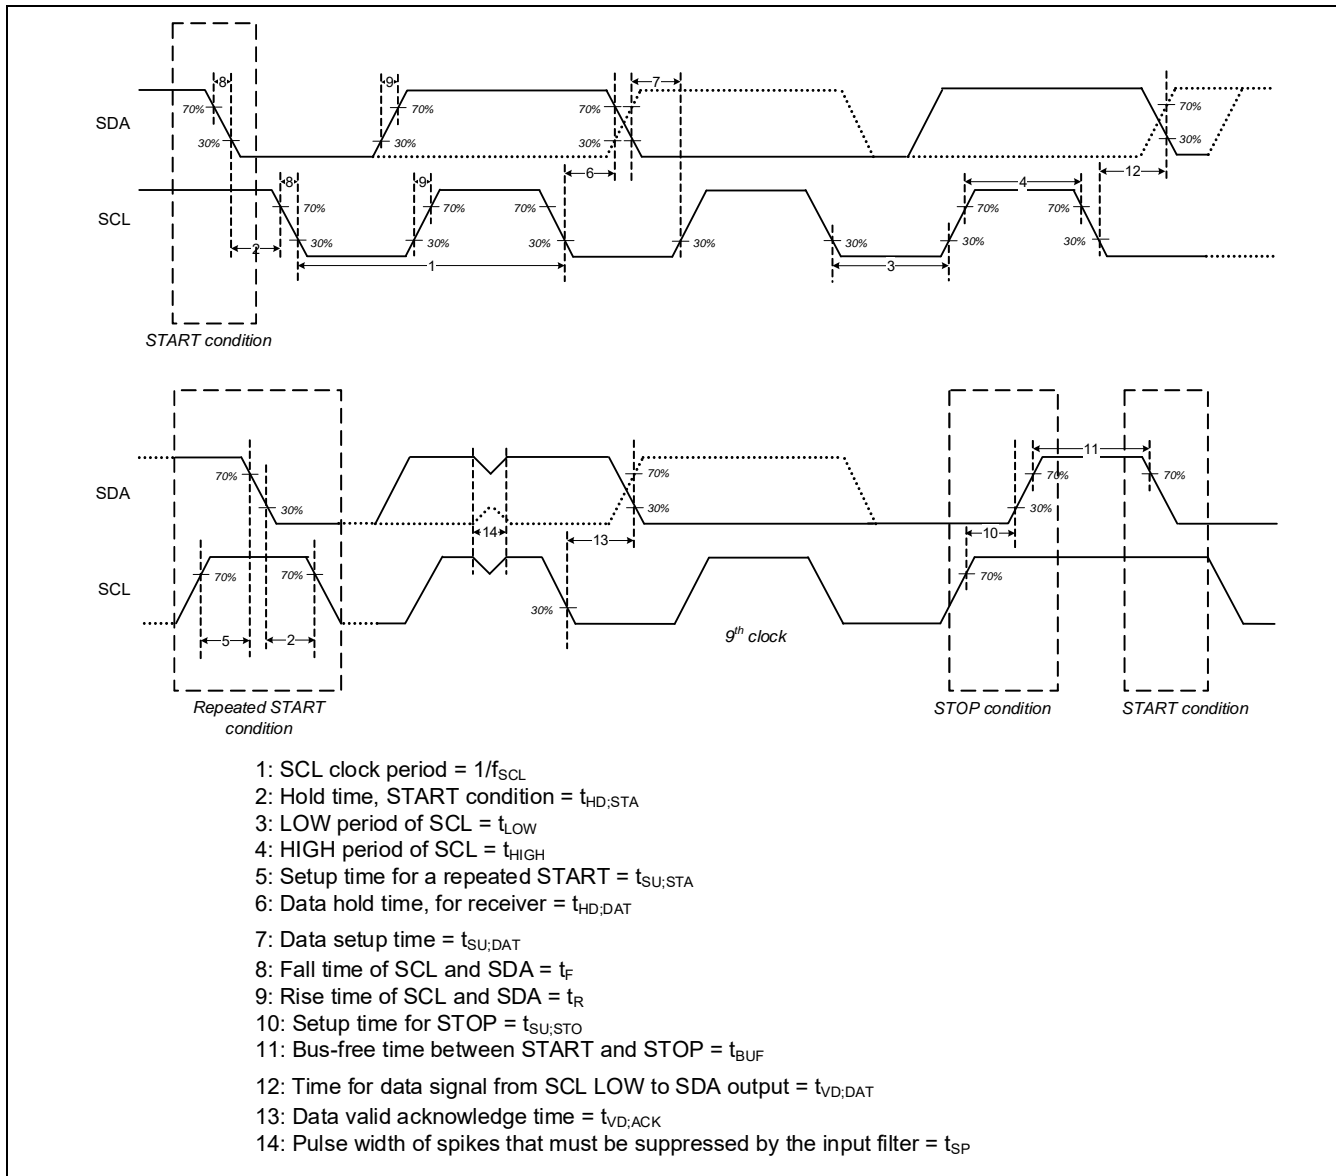 8 9 7
70% 70% 70% 70%
SDA
30% 30% 30% 30%
6 12
8 9 4
70% 70% 70% 70% 70%
SCL
30% 30% 30% 30% 30% 30% 30%
2
1 3
START condition
11
70% 70% 70% 70%
SDA
30% 30% 30%
14 13 10
70% 70% 70%
SCL
30%
5 2
9th clock
Repeated START
condition
STOP condition
START condition
1: SCL clock period = 1/fSCL
2: Hold time, START condition = tHD;STA
3: LOW period of SCL = tLOW
4: HIGH period of SCL = tHIGH
5: Setup time for a repeated START = tSU;STA
6: Data hold time, for receiver = tHD;DAT
7: Data setup time = tSU;DAT
8: Fall time of SCL and SDA = tF
9: Rise time of SCL and SDA = tR
10: Setup time for STOP = tSU;STO
11: Bus-free time between START and STOP = tBUF
12: Time for data signal from SCL LOW to SDA output = tVD;DAT
13: Data valid acknowledge time = tVD;ACK
14: Pulse width of spikes that must be suppressed by the input filter = tSP